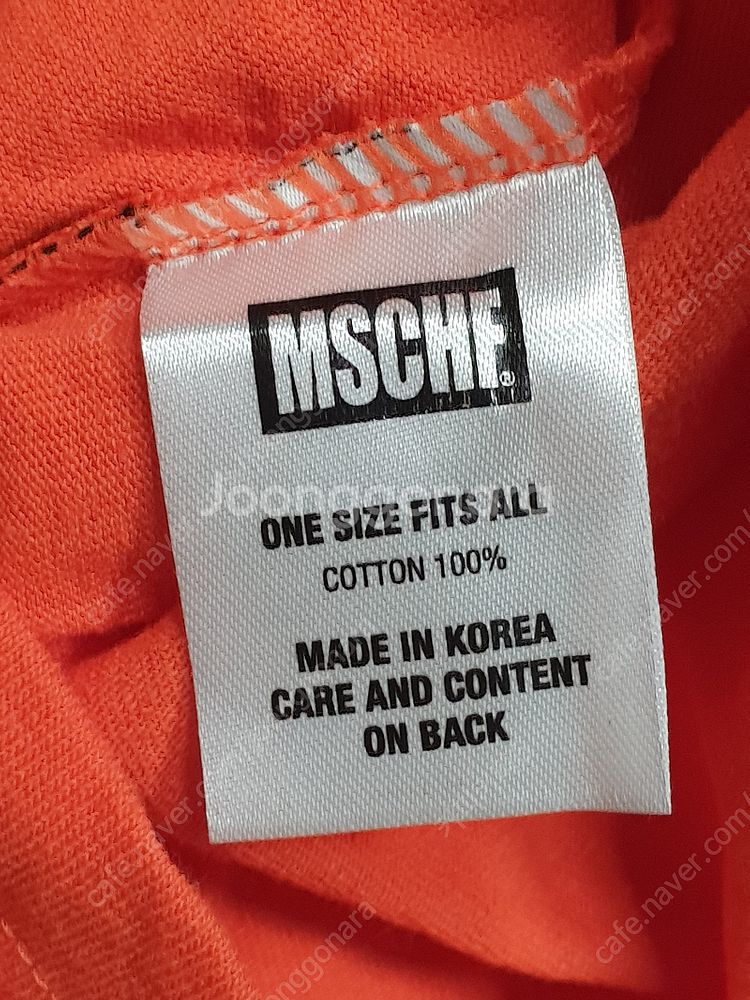 MSCHF®
Joonggo
ONE SIZE FITS ALL
COTTON 100%
MADE IN KOREA
CARE AND CONTENT
ON BACK
cafe.naver.com/
joonggonara